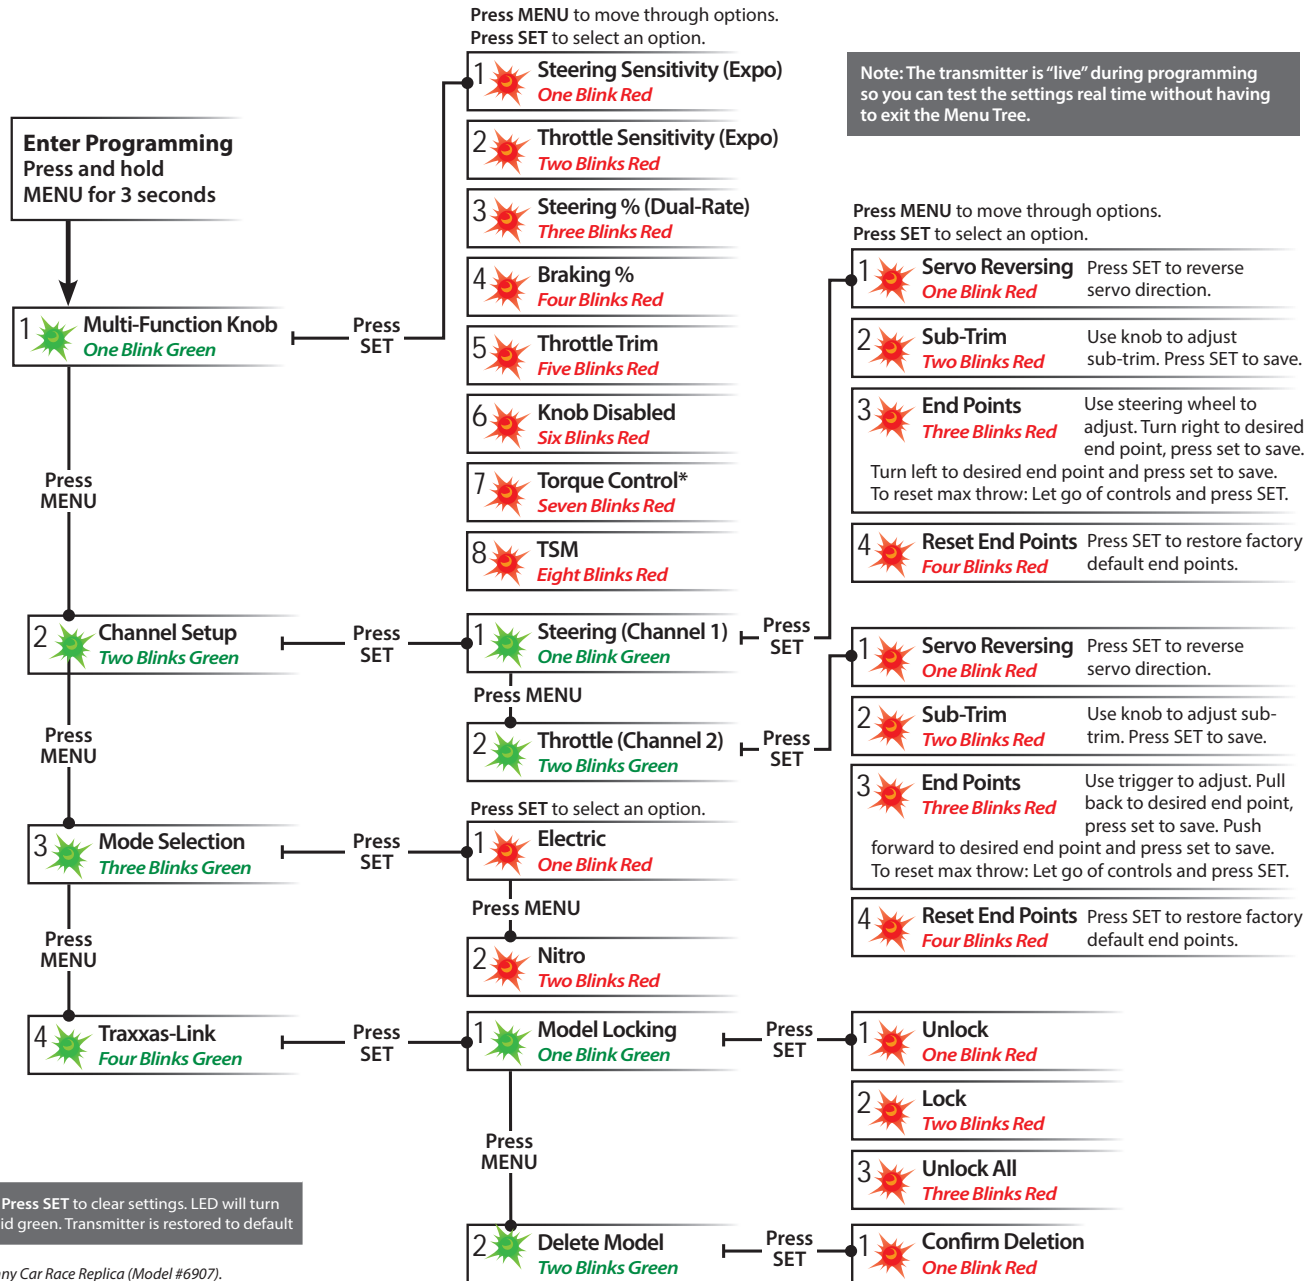 Press MENU to move through options.
Press SET to select an option.
1 Steering Sensitivity (Expo)
One Blink Red
2 Throttle Sensitivity (Expo)
Two Blinks Red
3 Steering % (Dual-Rate)
Three Blinks Red
4 Braking %
Four Blinks Red
5 Throttle Trim
Five Blinks Red
6 Knob Disabled
Six Blinks Red
7 Torque Control*
Seven Blinks Red
8 TSM
Eight Blinks Red
Note: The transmitter is “live” during programming
so you can test the settings real time without having
to exit the Menu Tree.
Enter Programming
Press and hold
MENU for 3 seconds
1 Multi-Function Knob
One Blink Green
Press
SET
Press
MENU
2 Channel Setup
Two Blinks Green
Press
SET
1 Steering (Channel 1)
One Blink Green
Press
SET
Press MENU
2 Throttle (Channel 2)
Two Blinks Green
Press
SET
Press MENU to move through options.
Press SET to select an option.
1 Servo Reversing
One Blink Red
Press SET to reverse
servo direction.
2 Sub-Trim
Two Blinks Red
Use knob to adjust
sub-trim. Press SET to save.
3 End Points
Three Blinks Red
Use steering wheel to
adjust. Turn right to desired
end point, press set to save.
Turn left to desired end point and press set to save.
To reset max throw: Let go of controls and press SET.
4 Reset End Points
Four Blinks Red
Press SET to restore factory
default end points.
1 Servo Reversing
One Blink Red
Press SET to reverse
servo direction.
2 Sub-Trim
Two Blinks Red
Use knob to adjust sub-
trim. Press SET to save.
3 End Points
Three Blinks Red
Use trigger to adjust. Pull
back to desired end point,
press set to save. Push
forward to desired end point and press set to save.
To reset max throw: Let go of controls and press SET.
4 Reset End Points
Four Blinks Red
Press SET to restore factory
default end points.
Press
MENU
3 Mode Selection
Three Blinks Green
Press
SET
Press SET to select an option.
1 Electric
One Blink Red
Press MENU
2 Nitro
Two Blinks Red
Press
MENU
4 Traxxas-Link
Four Blinks Green
Press
SET
1 Model Locking
One Blink Green
Press
SET
1 Unlock
One Blink Red
2 Lock
Two Blinks Red
3 Unlock All
Three Blinks Red
Press
MENU
2 Delete Model
Two Blinks Green
Press
SET
1 Confirm Deletion
One Blink Red
Press SET to clear settings. LED will turn
id green. Transmitter is restored to default
ny Car Race Replica (Model #6907).